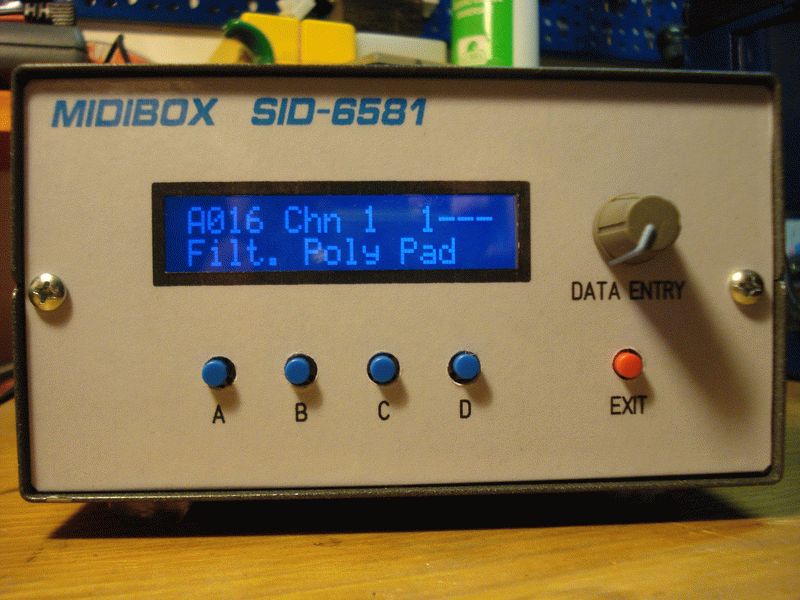 MIDIBOX SID-6581
A016 Chn 1 1---
Filt. Poly Pad
DATA ENTRY
A B C D
EXIT